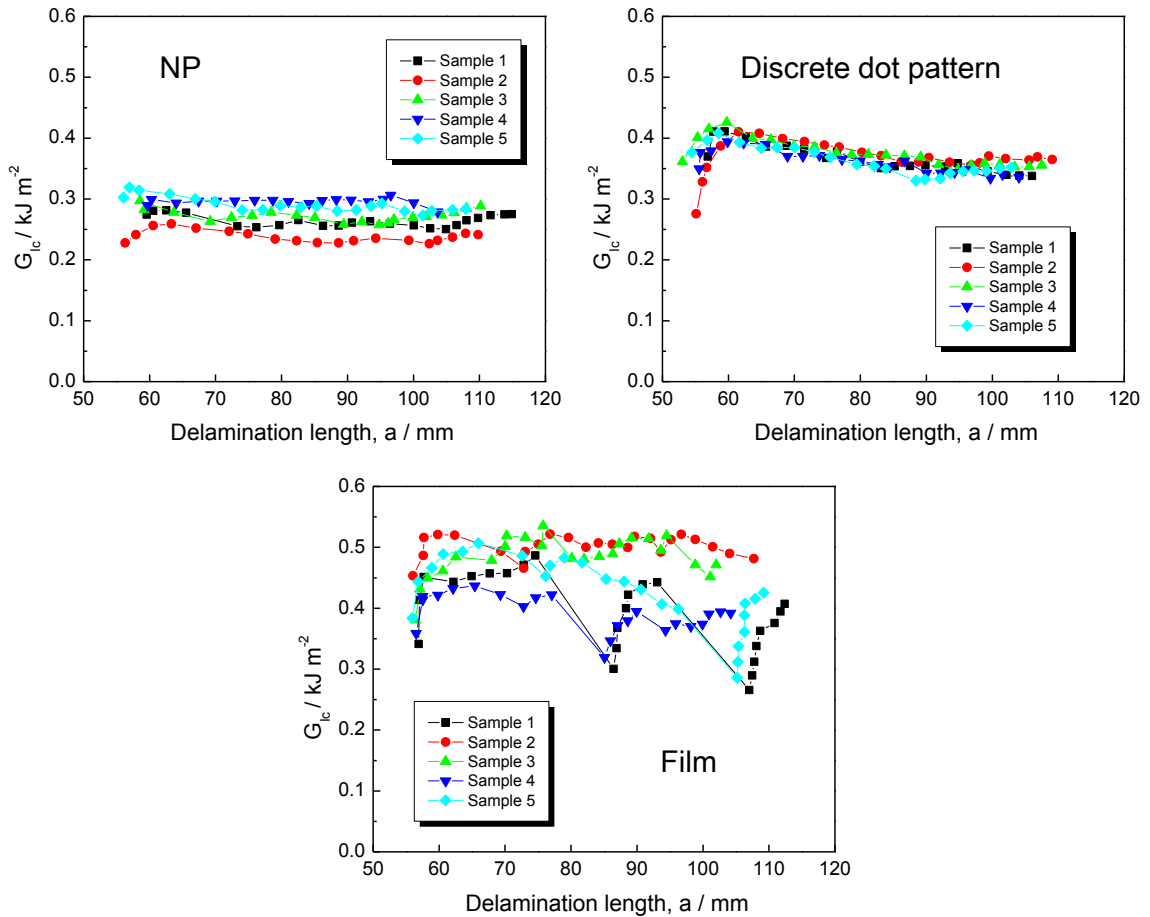 0.6
0.5
0.4
0.3
0.2
0.1
0.0
G_Ic / kJ m^-2
NP
Sample 1
Sample 2
Sample 3
Sample 4
Sample 5
50 60 70 80 90 100 110 120
Delamination length, a / mm
0.6
0.5
0.4
0.3
0.2
0.1
0.0
G_Ic / kJ m^-2
Discrete dot pattern
Sample 1
Sample 2
Sample 3
Sample 4
Sample 5
50 60 70 80 90 100 110 120
Delamination length, a / mm
0.6
0.5
0.4
0.3
0.2
0.1
0.0
G_Ic / kJ m^-2
Sample 1
Sample 2
Sample 3
Sample 4
Sample 5
Film
50 60 70 80 90 100 110 120
Delamination length, a / mm